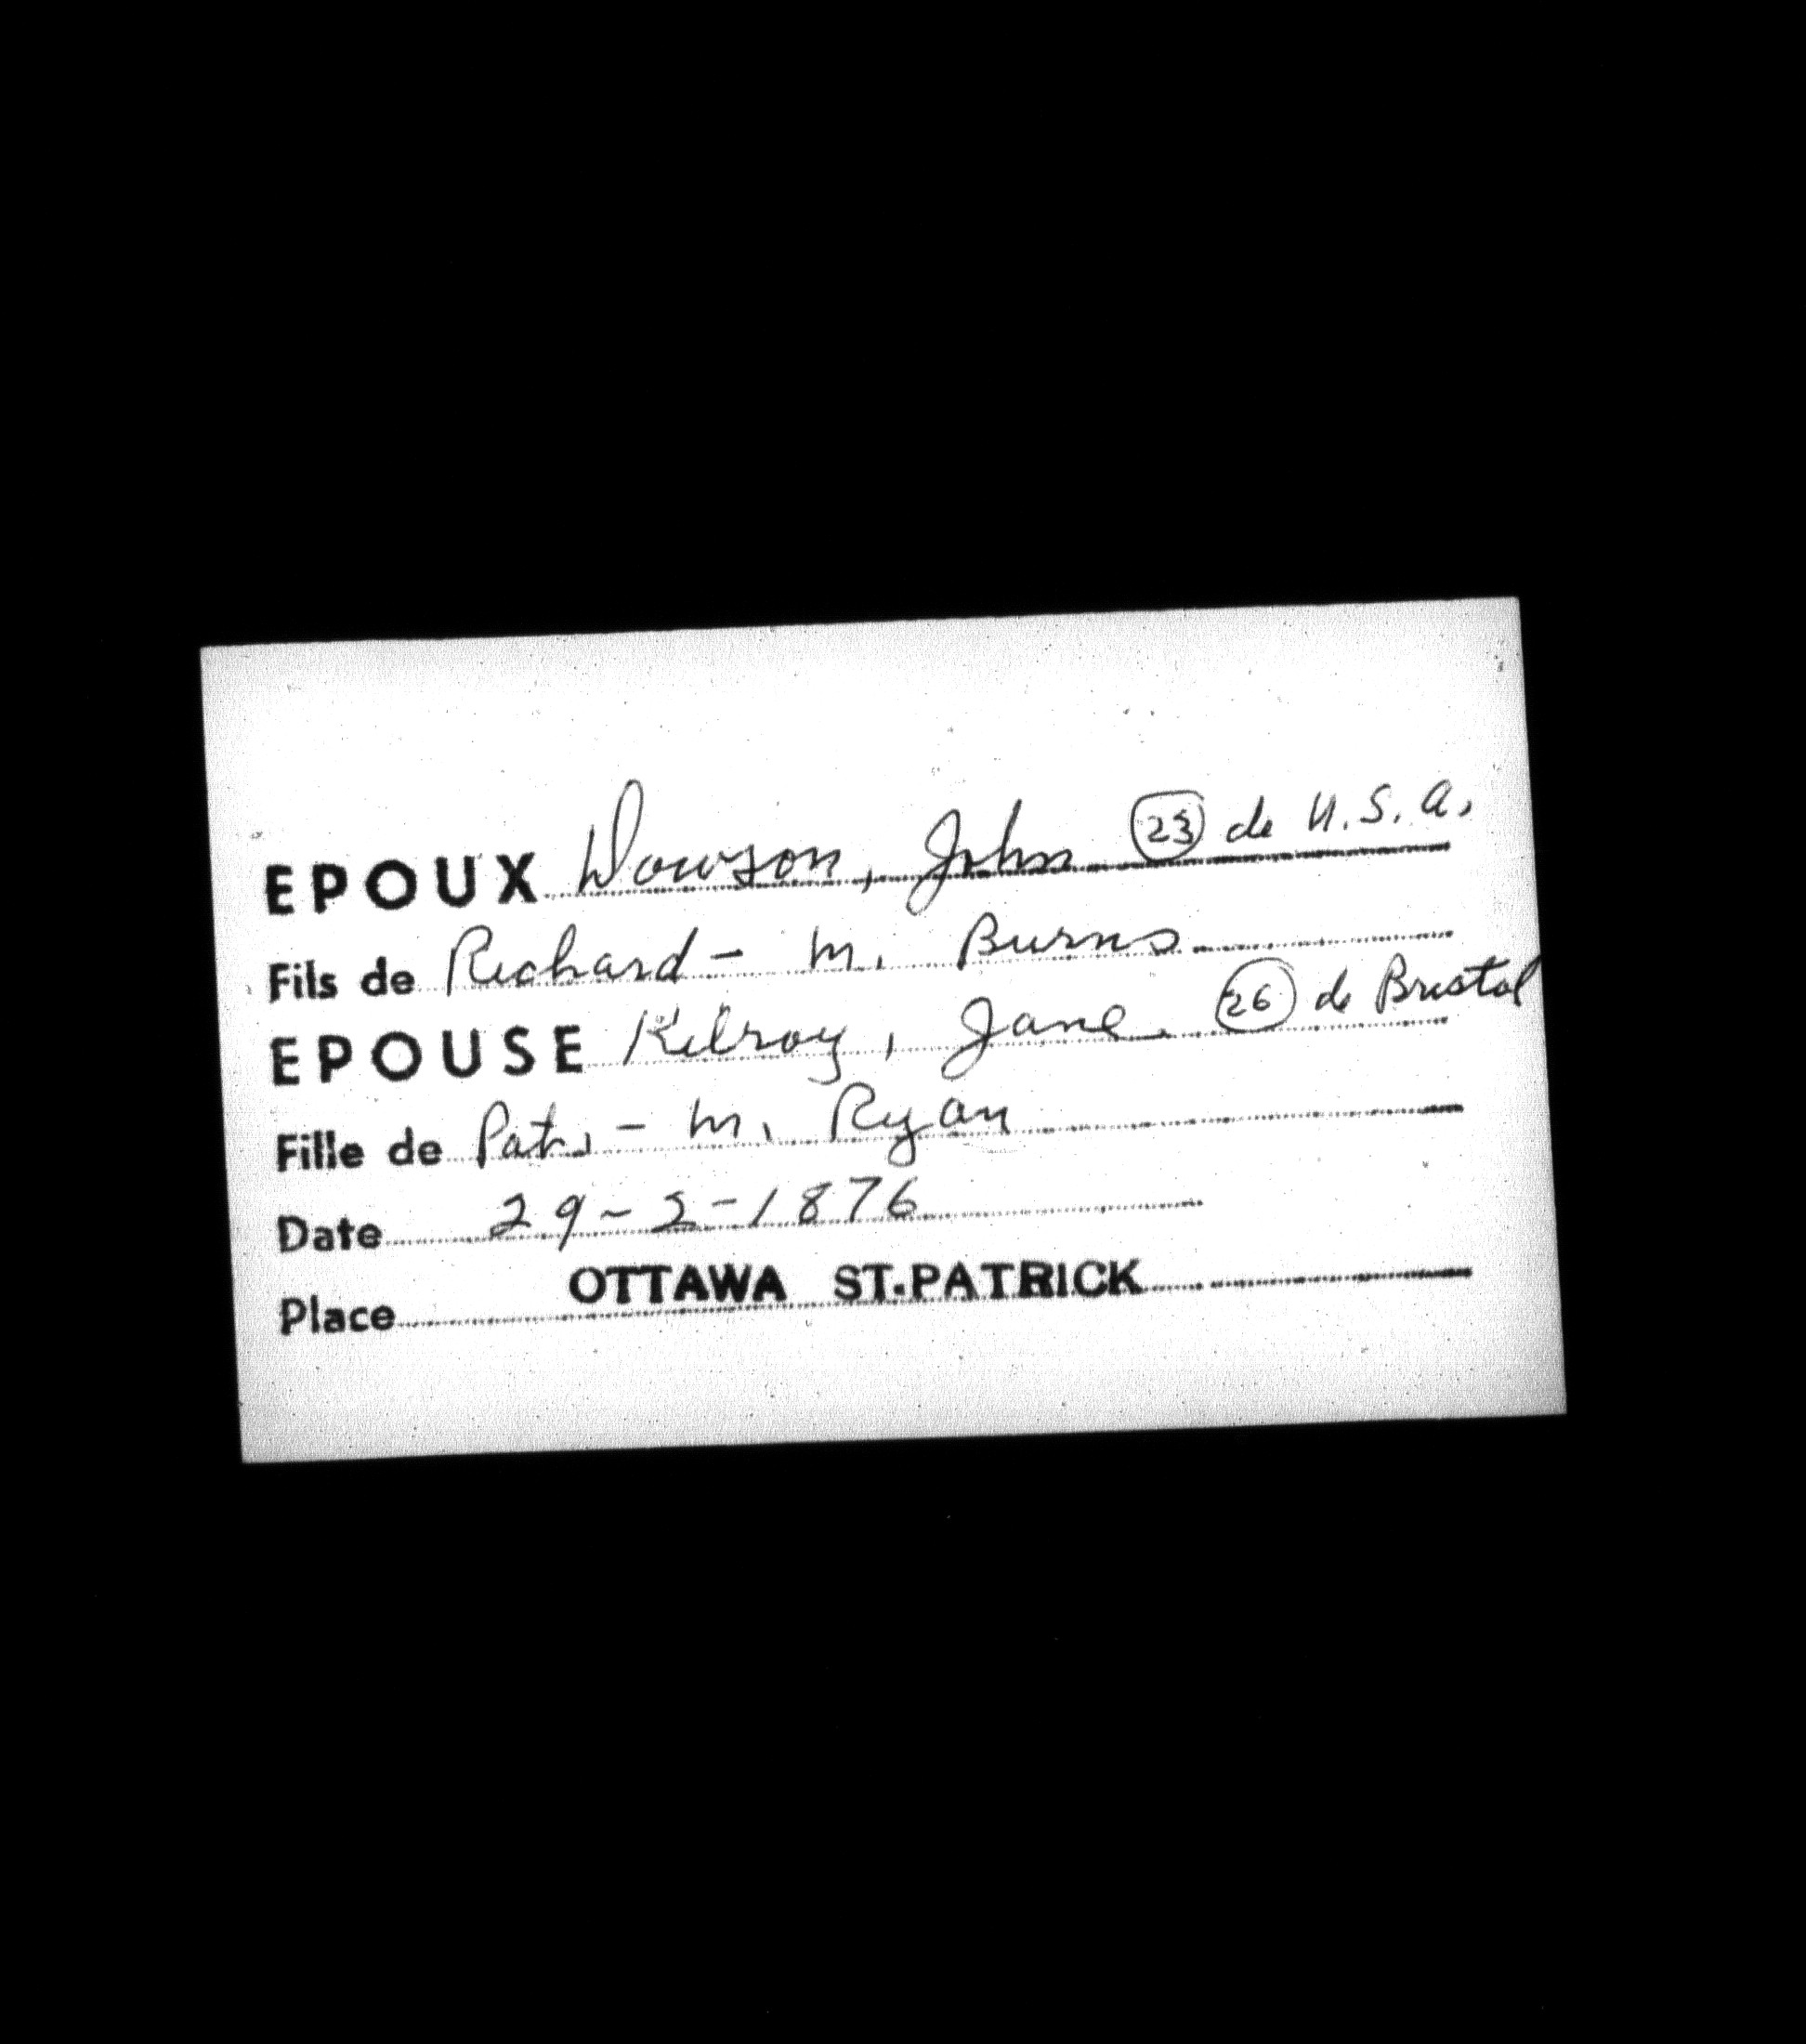 EPOUX Dowson, John 23 de U.S.A.
Fils de Richard - M. Burns
EPOUSE Kilroy, Jane 26 de Bristol
Fille de Pat. - M. Ryan
Date 29-2-1876
Place OTTAWA ST.PATRICK